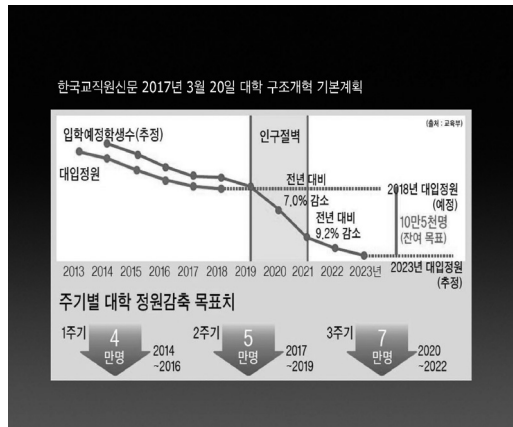 한국교직원신문 2017년 3월 20일 대학 구조개혁 기본계획
(출처 : 교육부)
입학예정학생수(추정)
인구절벽
대입정원
전년 대비
7.0% 감소
2018년 대입정원
(예정)
전년 대비
9.2% 감소
10만5천명
(잔여 목표)
2013 2014 2015 2016 2017 2018 2019 2020 2021 2022 2023년
2023년 대입정원
(추정)
주기별 대학 정원감축 목표치
1주기 4만명 2014
~2016
2주기 5만명 2017
~2019
3주기 7만명 2020
~2022